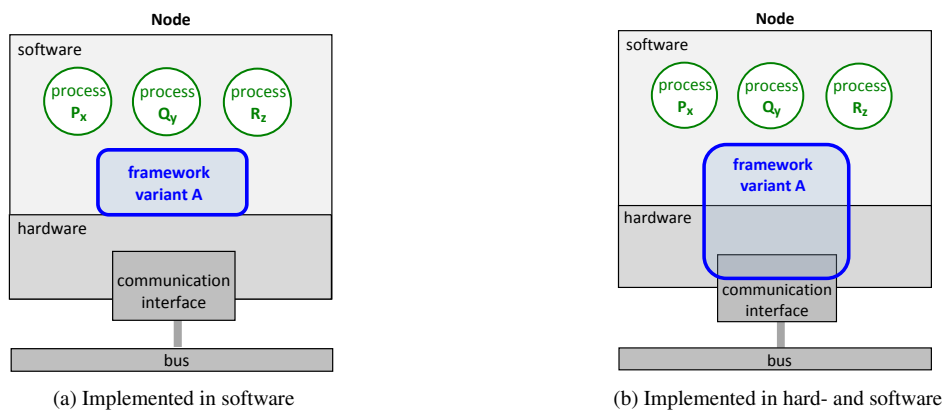 Node
software
process
Px
process
Qy
process
Rz
framework
variant A
hardware
communication
interface
bus
(a) Implemented in software
Node
software
process
Px
process
Qy
process
Rz
framework
variant A
hardware
communication
interface
bus
(b) Implemented in hard- and software